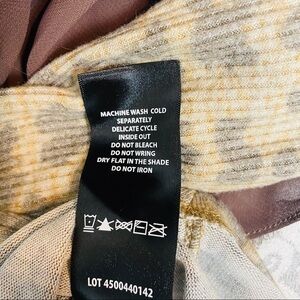 MACHINE WASH COLD
SEPARATELY
DELICATE CYCLE
INSIDE OUT
DO NOT BLEACH
DO NOT WRING
DRY FLAT IN THE SHADE
DO NOT IRON
LOT 4500440142